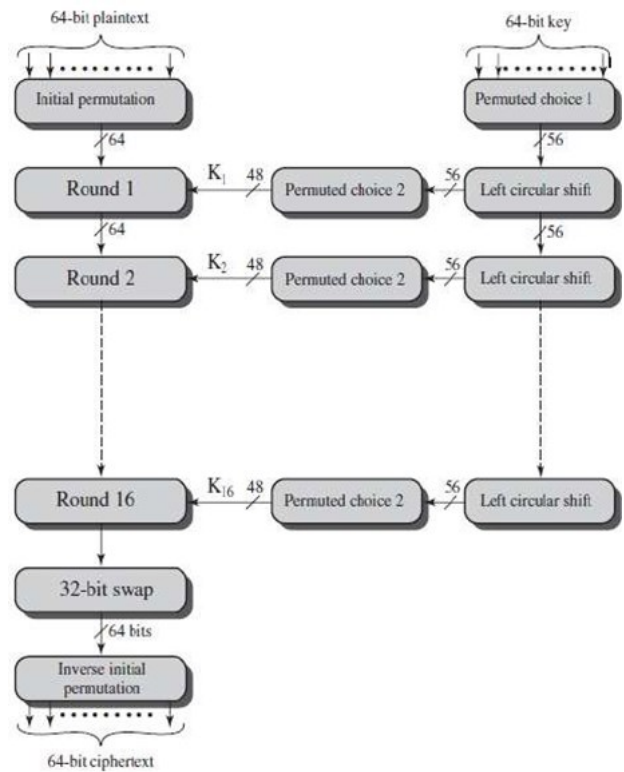 64-bit plaintext
64-bit key
Initial permutation
Permuted choice 1
64
56
Round 1
K1
48
Permuted choice 2
56
Left circular shift
64
56
Round 2
K2
48
Permuted choice 2
56
Left circular shift
Round 16
K16
48
Permuted choice 2
56
Left circular shift
32-bit swap
64 bits
Inverse initial
permutation
64-bit ciphertext